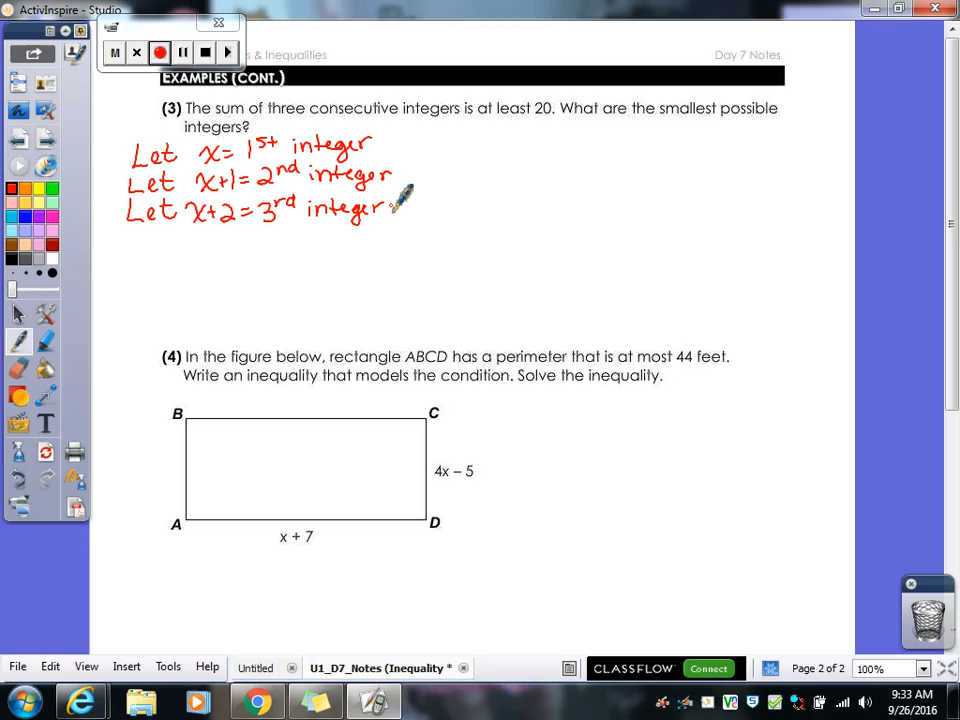 ActivInspire - Studio
M
s & Inequalities
Day 7 Notes
EXAMPLES (CONT.)
(3) The sum of three consecutive integers is at least 20. What are the smallest possible
integers?
Let x = 1st integer
Let x+1 = 2nd integer
Let x+2 = 3rd integer
(4) In the figure below, rectangle ABCD has a perimeter that is at most 44 feet.
Write an inequality that models the condition. Solve the inequality.
B
C
4x – 5
A
D
x + 7
File Edit View Insert Tools Help
Untitled
U1_D7_Notes (Inequality *
CLASSFLOW Connect
Page 2 of 2
100%
9:33 AM
9/26/2016